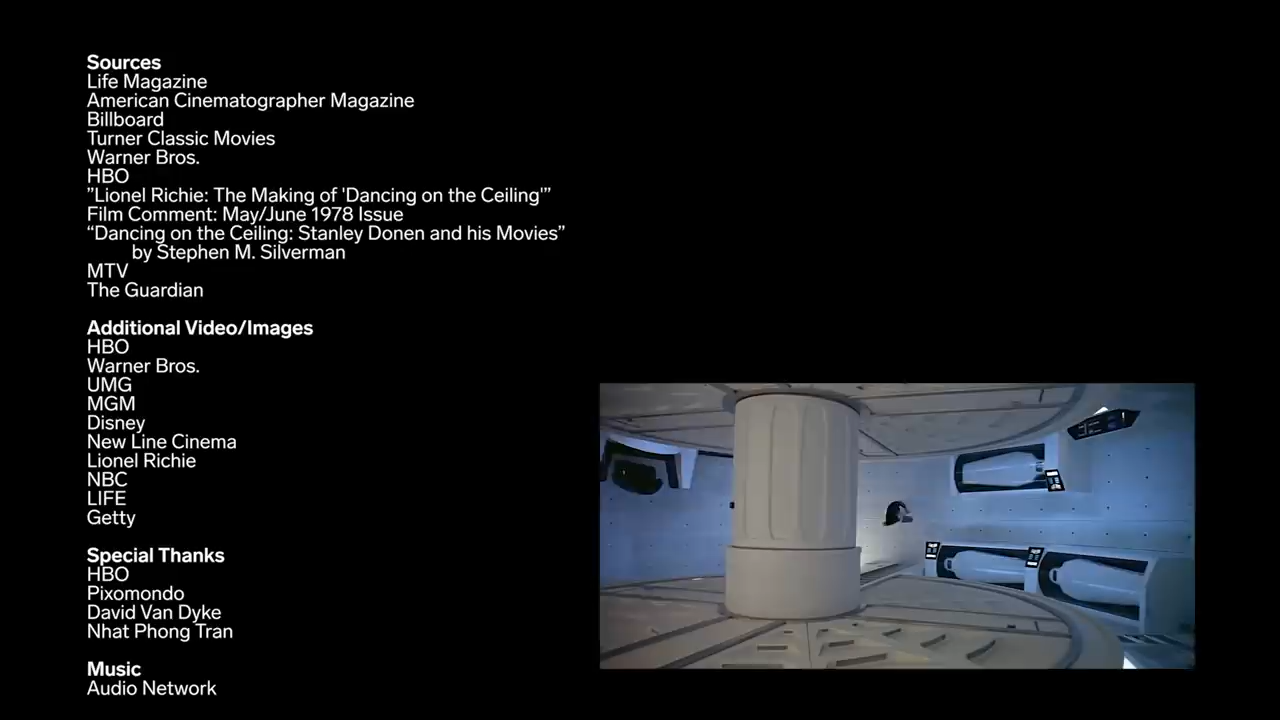 Sources
Life Magazine
American Cinematographer Magazine
Billboard
Turner Classic Movies
Warner Bros.
HBO
”Lionel Richie: The Making of 'Dancing on the Ceiling'”
Film Comment: May/June 1978 Issue
“Dancing on the Ceiling: Stanley Donen and his Movies”
by Stephen M. Silverman
MTV
The Guardian
Additional Video/Images
HBO
Warner Bros.
UMG
MGM
Disney
New Line Cinema
Lionel Richie
NBC
LIFE
Getty
Special Thanks
HBO
Pixomondo
David Van Dyke
Nhat Phong Tran
Music
Audio Network